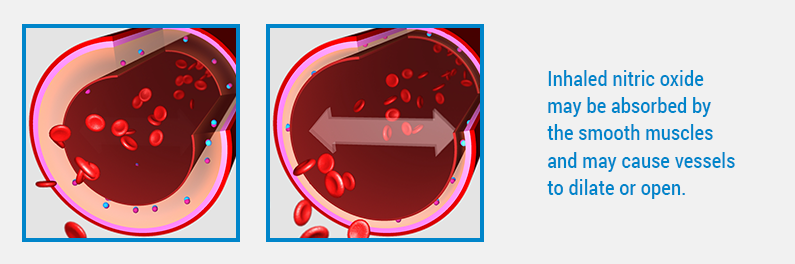 Inhaled nitric oxide
may be absorbed by
the smooth muscles
and may cause vessels
to dilate or open.